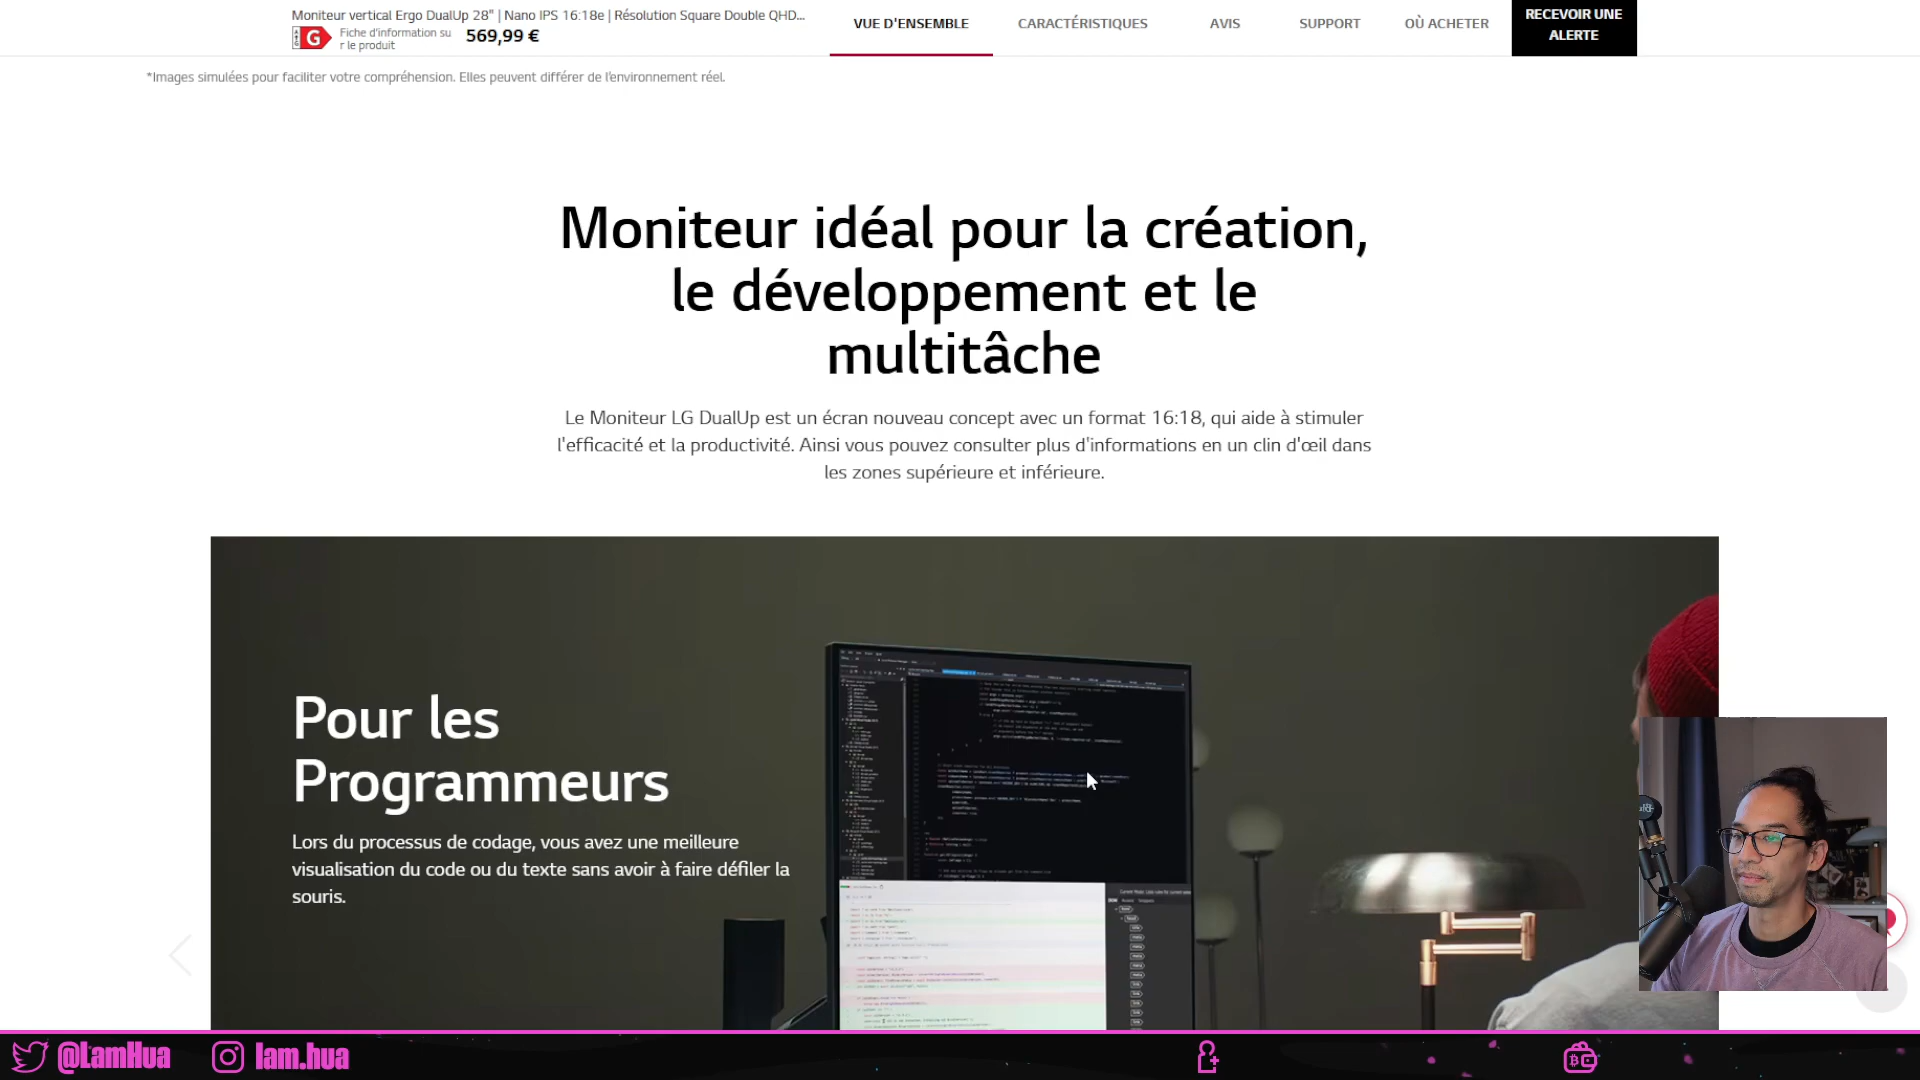 Moniteur vertical Ergo DualUp 28" | Nano IPS 16:18e | Résolution Square Double QHD...
G
Fiche d'information su
r le produit
569,99 €
VUE D'ENSEMBLE
CARACTÉRISTIQUES
AVIS
SUPPORT
OÙ ACHETER
RECEVOIR UNE
ALERTE
*Images simulées pour faciliter votre compréhension. Elles peuvent différer de l'environnement réel.
Moniteur idéal pour la création,
le développement et le
multitâche
Le Moniteur LG DualUp est un écran nouveau concept avec un format 16:18, qui aide à stimuler
l'efficacité et la productivité. Ainsi vous pouvez consulter plus d'informations en un clin d'œil dans
les zones supérieure et inférieure.
Pour les
Programmeurs
Lors du processus de codage, vous avez une meilleure
visualisation du code ou du texte sans avoir à faire défiler la
souris.
@LamHua
lam.hua